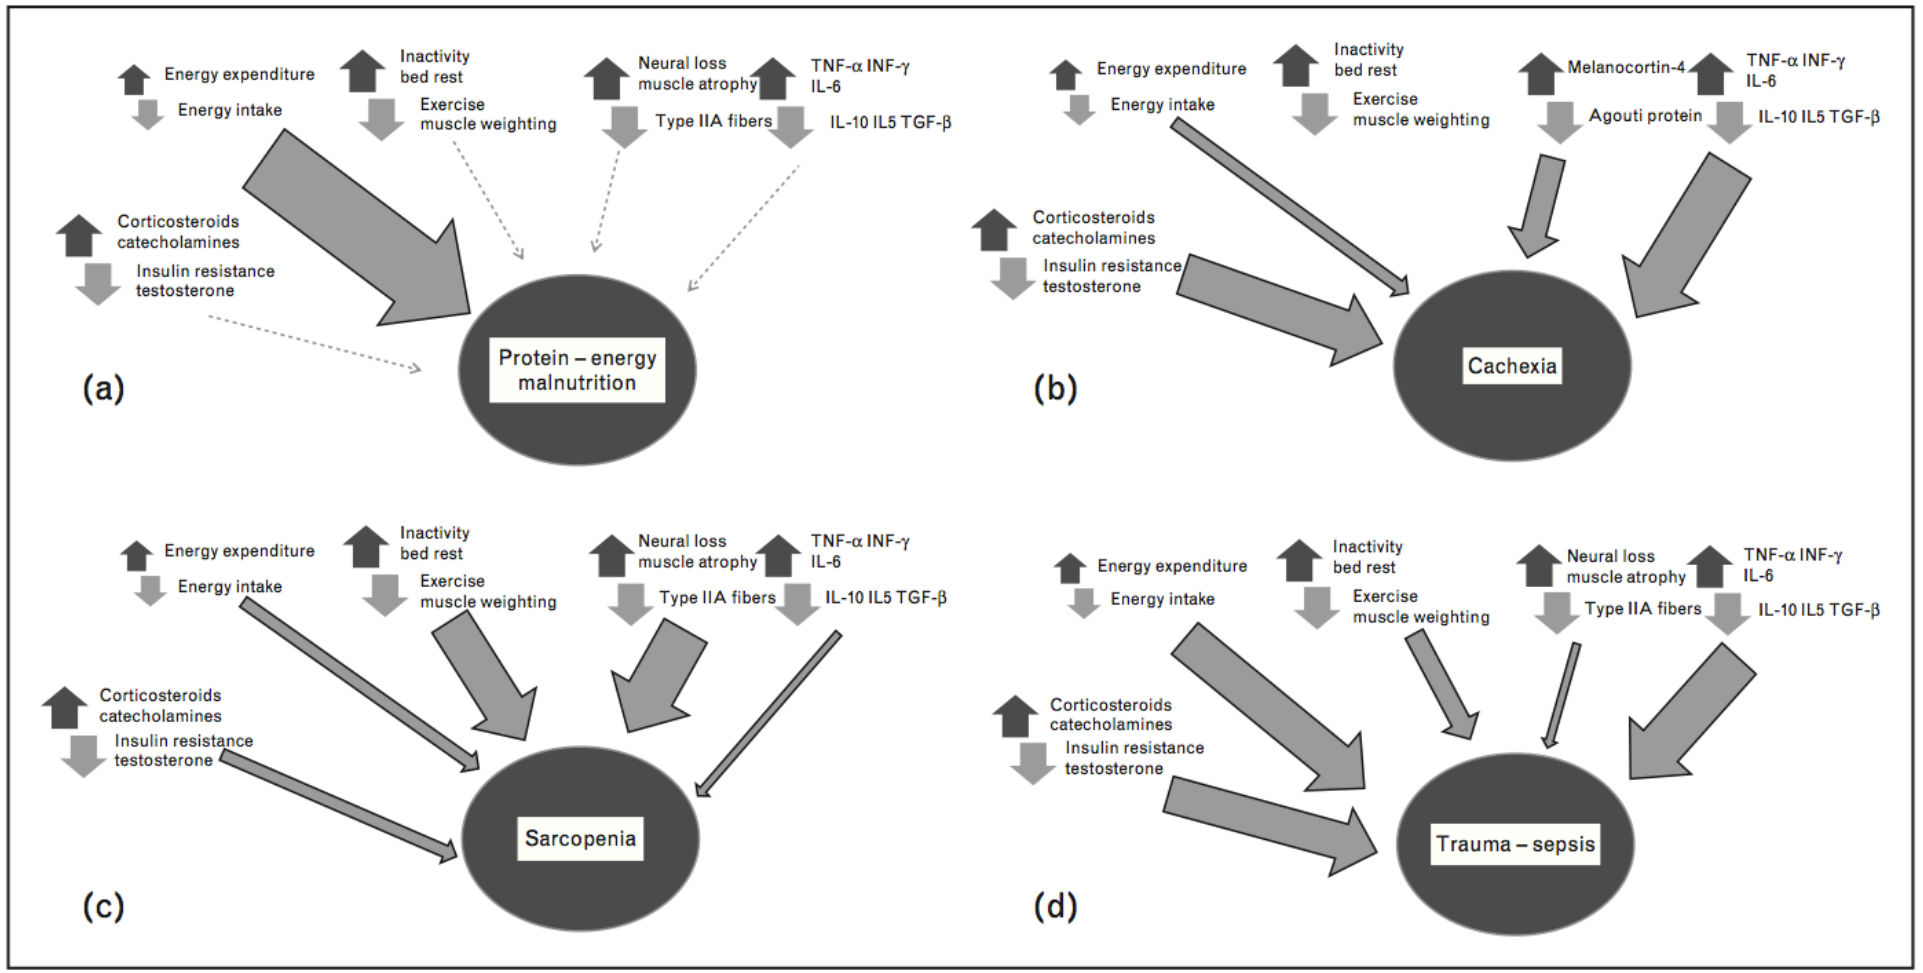 Energy expenditure
Energy intake
Inactivity
bed rest
Exercise
muscle weighting
Neural loss
muscle atrophy
Type IIA fibers
TNF-α INF-γ
IL-6
IL-10 IL5 TGF-β
Corticosteroids
catecholamines
Insulin resistance
testosterone
Protein – energy
malnutrition
(a)
Energy expenditure
Energy intake
Inactivity
bed rest
Exercise
muscle weighting
Melanocortin-4
Agouti protein
TNF-α INF-γ
IL-6
IL-10 IL5 TGF-β
Corticosteroids
catecholamines
Insulin resistance
testosterone
Cachexia
(b)
Energy expenditure
Energy intake
Inactivity
bed rest
Exercise
muscle weighting
Neural loss
muscle atrophy
Type IIA fibers
TNF-α INF-γ
IL-6
IL-10 IL5 TGF-β
Corticosteroids
catecholamines
Insulin resistance
testosterone
Sarcopenia
(c)
Energy expenditure
Energy intake
Inactivity
bed rest
Exercise
muscle weighting
Neural loss
muscle atrophy
Type IIA fibers
TNF-α INF-γ
IL-6
IL-10 IL5 TGF-β
Corticosteroids
catecholamines
Insulin resistance
testosterone
Trauma – sepsis
(d)